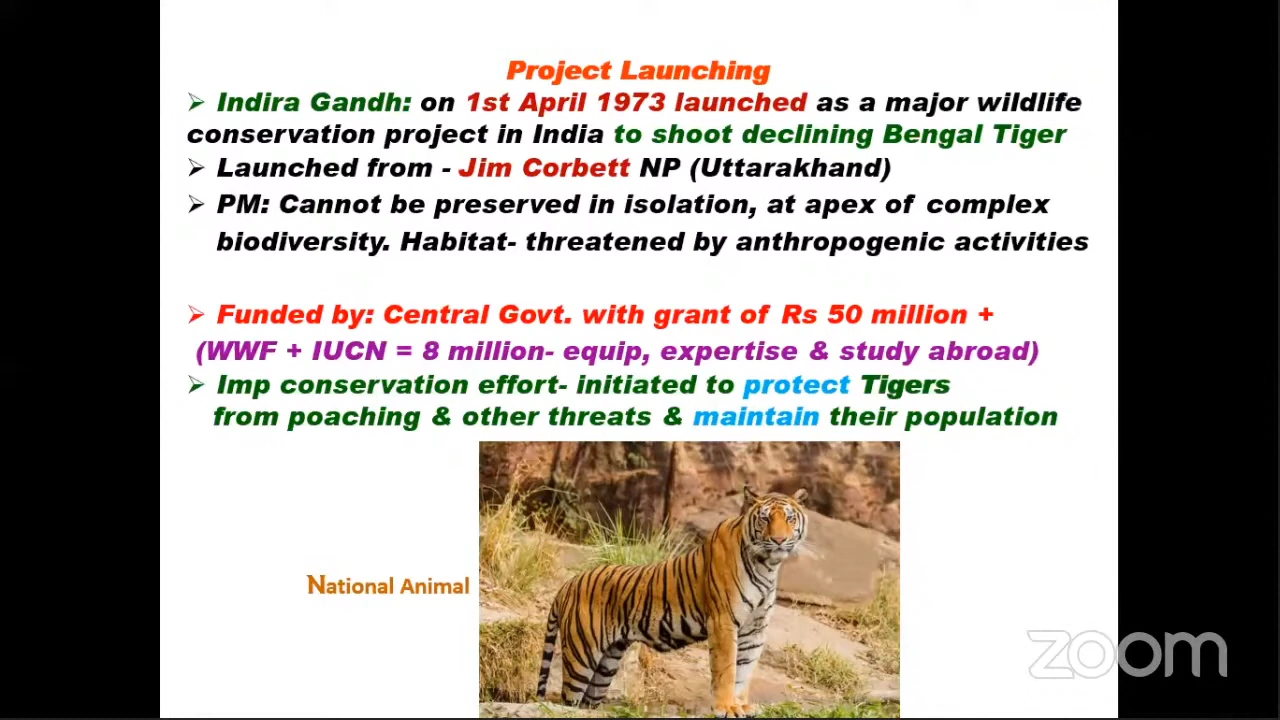 Project Launching
➢ Indira Gandh: on 1st April 1973 launched as a major wildlife
conservation project in India to shoot declining Bengal Tiger
➢ Launched from - Jim Corbett NP (Uttarakhand)
➢ PM: Cannot be preserved in isolation, at apex of complex
biodiversity. Habitat- threatened by anthropogenic activities
➢ Funded by: Central Govt. with grant of Rs 50 million +
(WWF + IUCN = 8 million- equip, expertise & study abroad)
➢ Imp conservation effort- initiated to protect Tigers
from poaching & other threats & maintain their population
National Animal
zoom